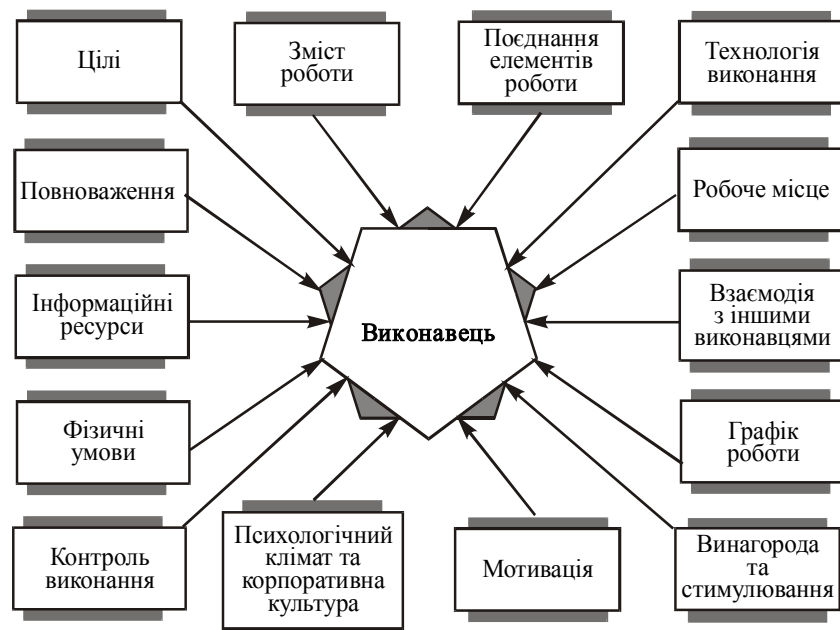 Цілі
Зміст
роботи
Поєднання
елементів
роботи
Технологія
виконання
Повноваження
Робоче місце
Інформаційні
ресурси
Виконавець
Взаємодія
з іншими
виконавцями
Фізичні
умови
Графік
роботи
Контроль
виконання
Психологічний
клімат та
корпоративна
культура
Мотивація
Винагорода
та
стимулювання